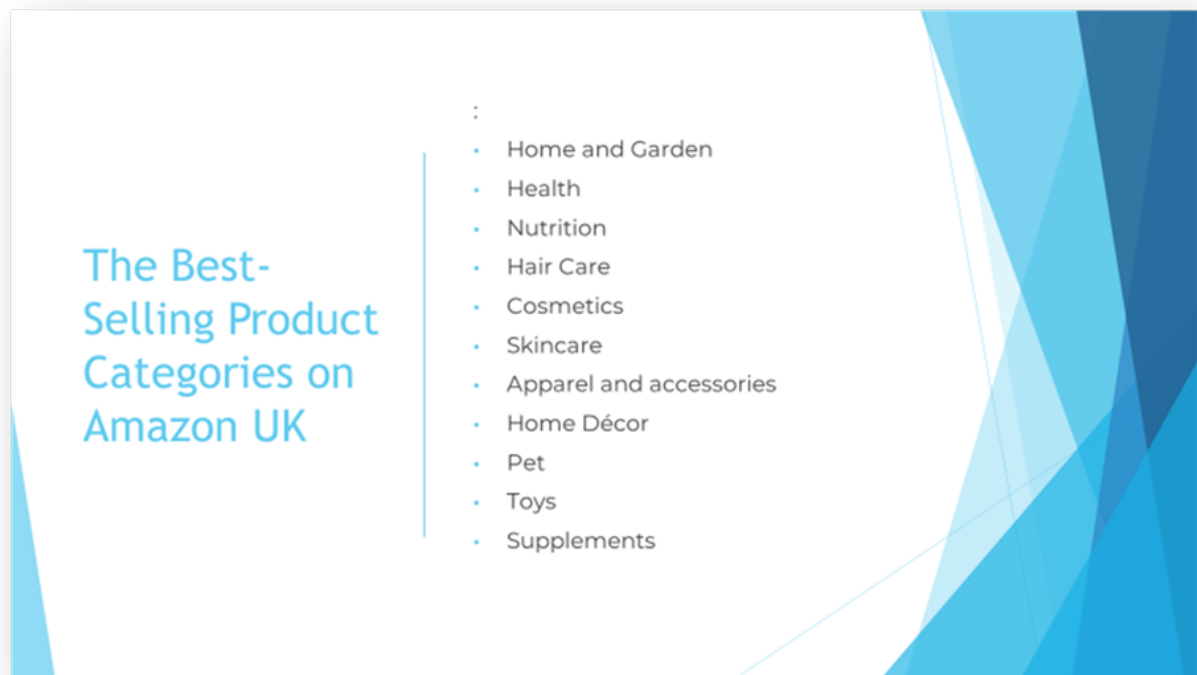 The Best-
Selling Product
Categories on
Amazon UK
:
• Home and Garden
• Health
• Nutrition
• Hair Care
• Cosmetics
• Skincare
• Apparel and accessories
• Home Décor
• Pet
• Toys
• Supplements